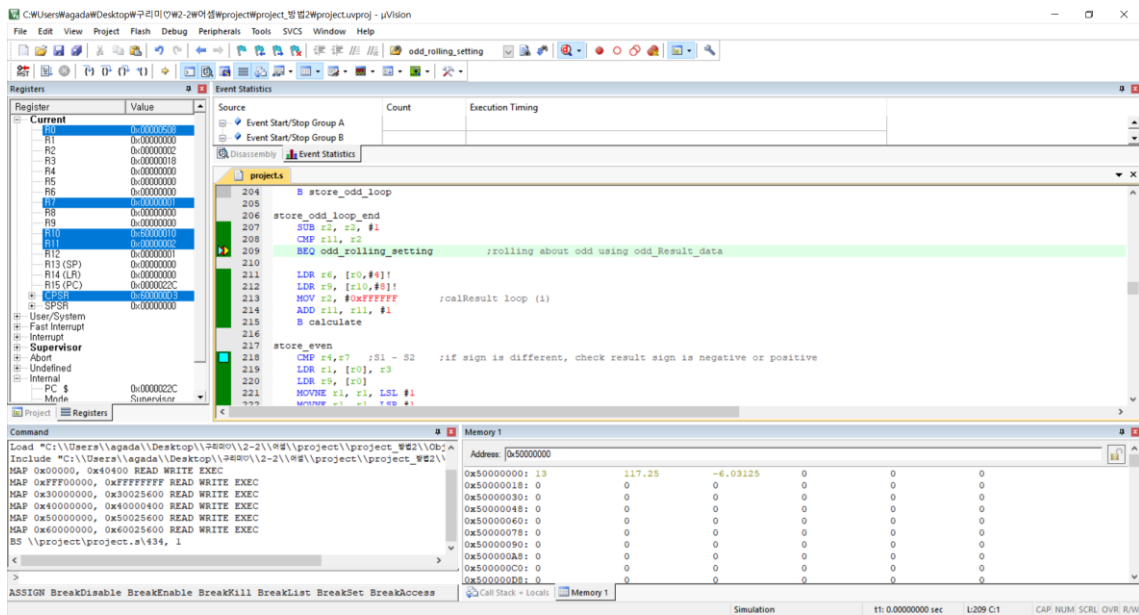 C:₩Users₩agada₩Desktop₩구리미♡₩2-2₩어셈₩project₩project_방법2₩project.uvproj - µVision
File Edit View Project Flash Debug Peripherals Tools SVCS Window Help
odd_rolling_setting
Registers
Register Value
Current
R0 0x00000508
R1 0x00000000
R2 0x00000002
R3 0x00000018
R4 0x00000000
R5 0x00000000
R6 0x00000000
R7 0x00000001
R8 0x00000000
R9 0x00000000
R10 0x60000010
R11 0x00000002
R12 0x00000001
R13 (SP) 0x00000000
R14 (LR) 0x00000000
R15 (PC) 0x0000022C
CPSR 0x600000D3
SPSR 0x00000000
User/System
Fast Interrupt
Interrupt
Supervisor
Abort
Undefined
Internal
PC $ 0x0000022C
Mode Supervisor
Project Registers
Event Statistics
Source Count Execution Timing
Event Start/Stop Group A
Event Start/Stop Group B
Disassembly Event Statistics
project.s
204 B store_odd_loop
205
206 store_odd_loop_end
207 SUB r2, r2, #1
208 CMP r11, r2
209 BEQ odd_rolling_setting ;rolling about odd using odd_Result_data
210
211 LDR r6, [r0,#4]!
212 LDR r9, [r10,#8]!
213 MOV r2, #0xFFFFFF ;calResult loop (i)
214 ADD r11, r11, #1
215 B calculate
216
217 store_even
218 CMP r4,r7 ;S1 - S2 ;if sign is different, check result sign is negative or positive
219 LDR r1, [r0], r3
220 LDR r9, [r0]
221 MOVNE r1, r1, LSL #1
222 MOVNE r1, r1, LSR #1
Command
Load "C:\\Users\\agada\\Desktop\\구리미♡\\2-2\\어셈\\project\\project_방법2\\Obj
Include "C:\\Users\\agada\\Desktop\\구리미♡\\2-2\\어셈\\project\\project_방법2\\
MAP 0x00000, 0x40400 READ WRITE EXEC
MAP 0xFFF00000, 0xFFFFFFFF READ WRITE EXEC
MAP 0x30000000, 0x30025600 READ WRITE EXEC
MAP 0x40000000, 0x40000400 READ WRITE EXEC
MAP 0x50000000, 0x50025600 READ WRITE EXEC
MAP 0x60000000, 0x60025600 READ WRITE EXEC
BS \\project\project.s\434, 1
>
ASSIGN BreakDisable BreakEnable BreakKill BreakList BreakSet BreakAccess
Memory 1
Address: 0x50000000
0x50000000: 13 117.25 -6.03125 0 0 0
0x50000018: 0 0 0 0 0 0
0x50000030: 0 0 0 0 0 0
0x50000048: 0 0 0 0 0 0
0x50000060: 0 0 0 0 0 0
0x50000078: 0 0 0 0 0 0
0x50000090: 0 0 0 0 0 0
0x500000A8: 0 0 0 0 0 0
0x500000C0: 0 0 0 0 0 0
0x500000D8: 0 0 0 0 0 0
Call Stack + Locals Memory 1
Simulation t1: 0.00000000 sec L:209 C:1 CAP NUM SCRL OVR R/W